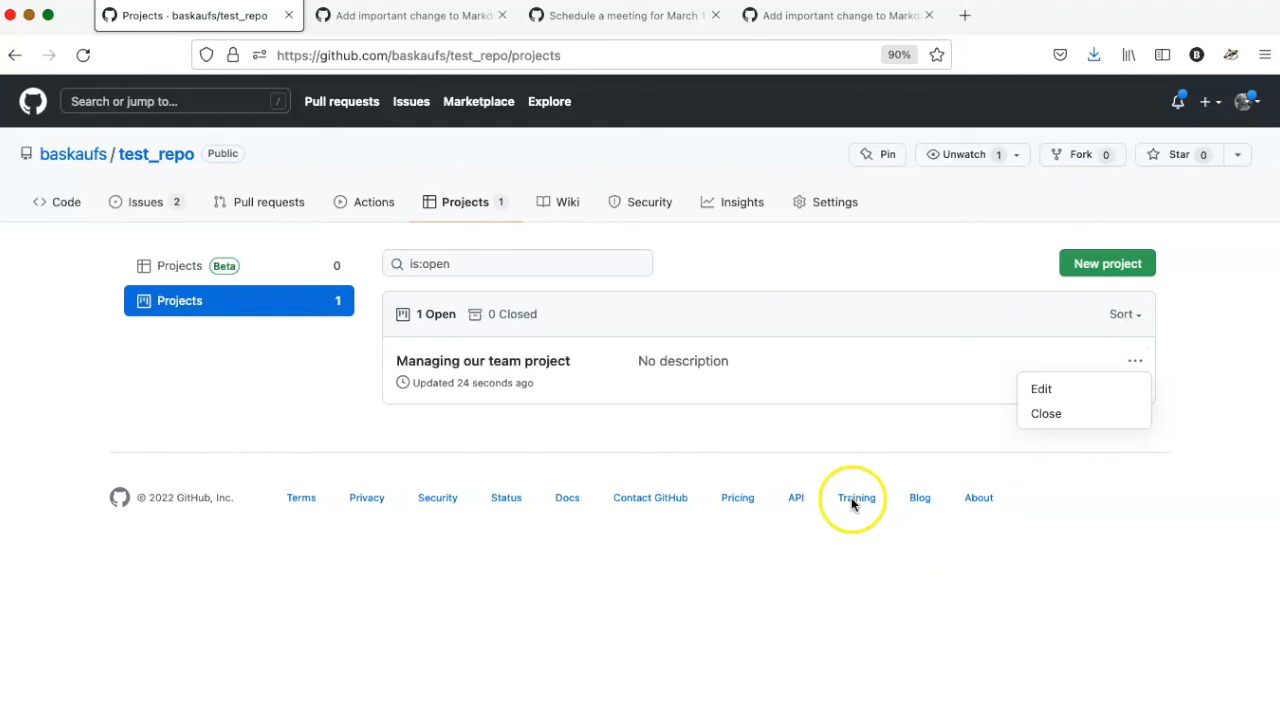 Projects · baskaufs/test_repo
Add important change to Markd
Schedule a meeting for March 1
Add important change to Markd
https://github.com/baskaufs/test_repo/projects
90%
B
Search or jump to...
/
Pull requests
Issues
Marketplace
Explore
baskaufs / test_repo
Public
Pin
Unwatch 1
Fork 0
Star 0
Code
Issues 2
Pull requests
Actions
Projects 1
Wiki
Security
Insights
Settings
Projects Beta 0
Projects 1
is:open
New project
1 Open
0 Closed
Sort
Managing our team project
No description
Updated 24 seconds ago
Edit
Close
© 2022 GitHub, Inc.
Terms
Privacy
Security
Status
Docs
Contact GitHub
Pricing
API
Training
Blog
About